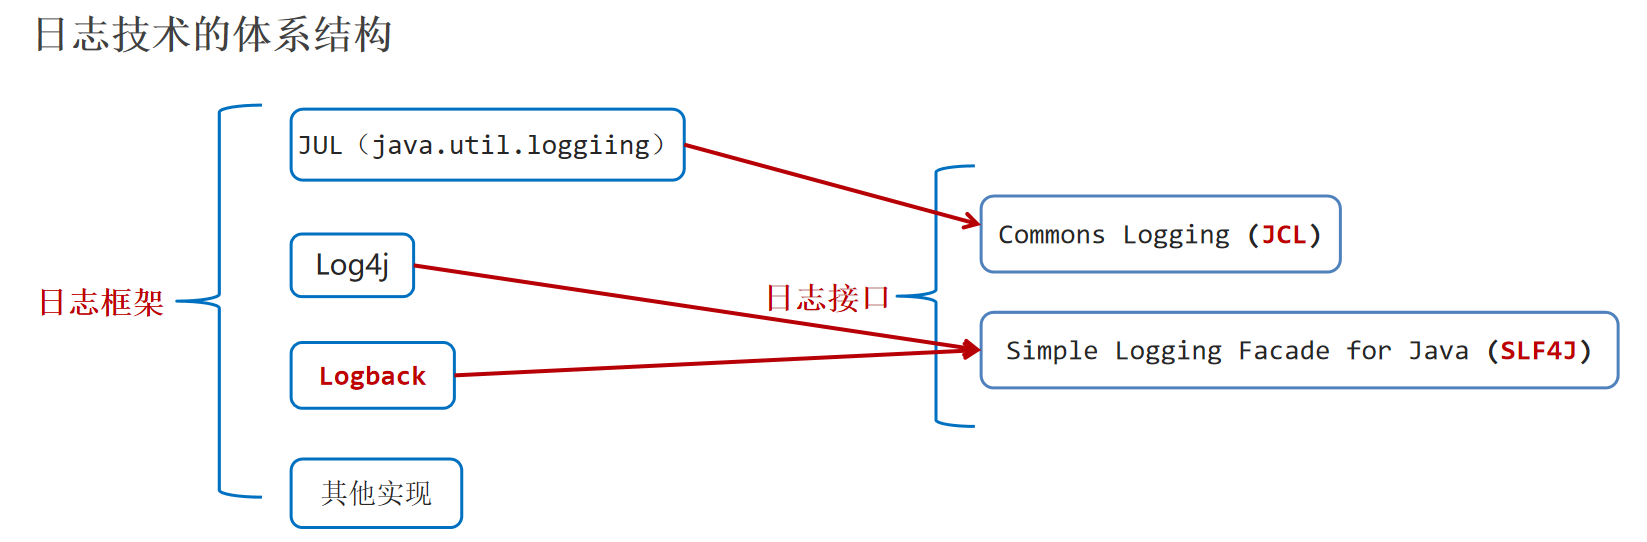 日志技术的体系结构
日志框架
JUL（java.util.loggiing）
Log4j
Logback
其他实现
日志接口
Commons Logging (JCL)
Simple Logging Facade for Java (SLF4J)